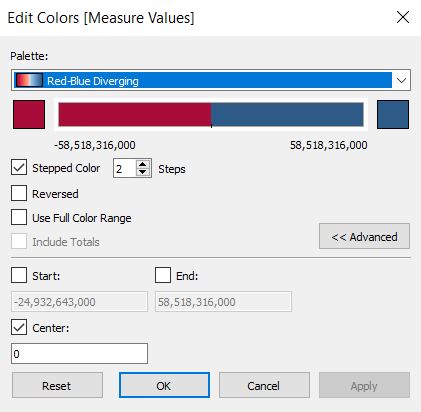 Edit Colors [Measure Values]
Palette:
Red-Blue Diverging
-58,518,316,000 58,518,316,000
Stepped Color 2 Steps
Reversed
Use Full Color Range
Include Totals
<< Advanced
Start: End:
-24,932,643,000 58,518,316,000
Center:
0
Reset OK Cancel Apply